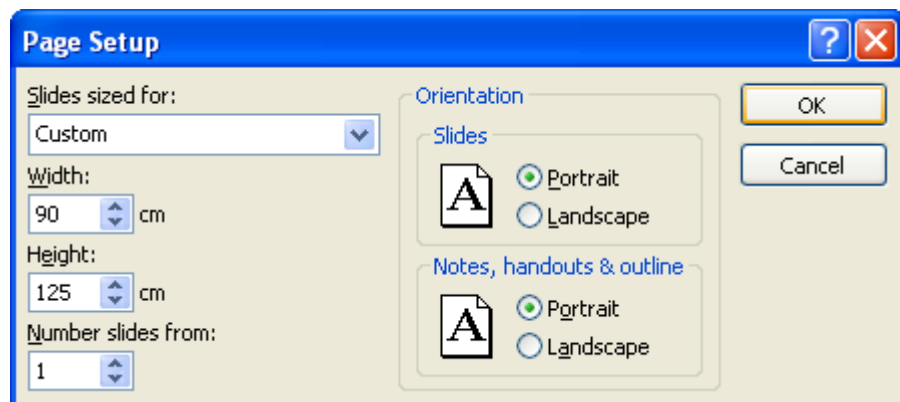 Page Setup
Slides sized for:
Custom
Width:
90 cm
Height:
125 cm
Number slides from:
1
Orientation
Slides
A
Portrait
Landscape
Notes, handouts & outline
A
Portrait
Landscape
OK
Cancel